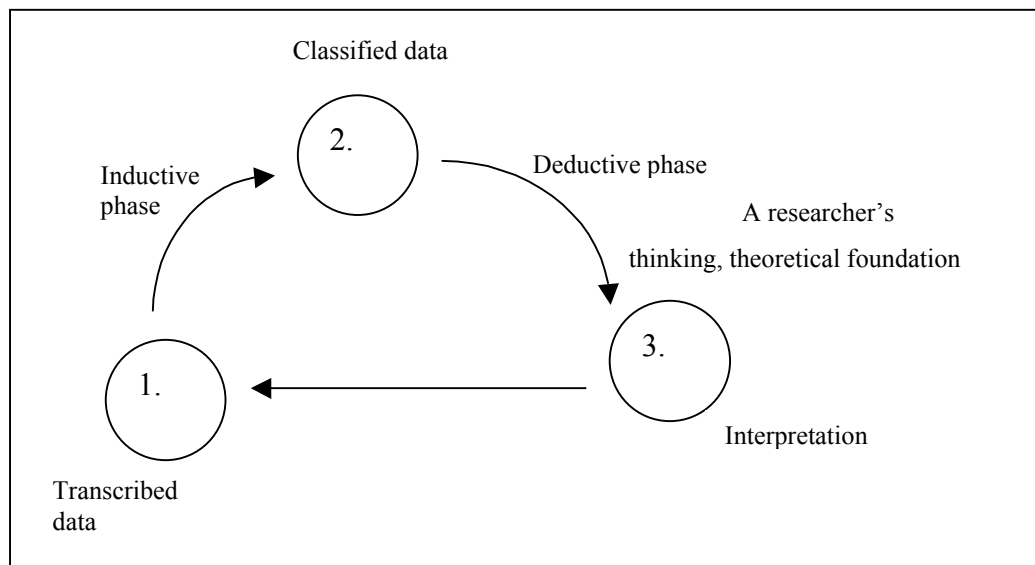 Classified data
2.
Inductive
phase
Deductive phase
A researcher’s
thinking, theoretical foundation
3.
1.
Interpretation
Transcribed
data